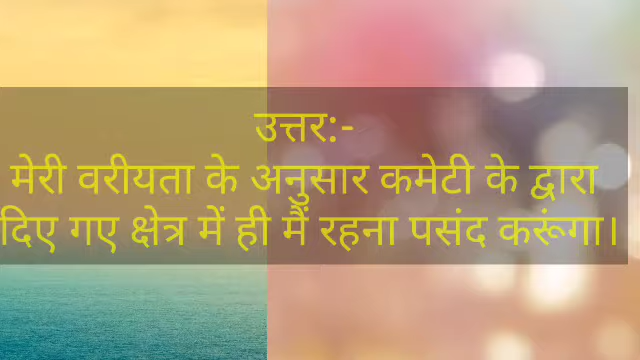 उत्तर:-
मेरी वरीयता के अनुसार कमेटी के द्वारा
दिए गए क्षेत्र में ही मैं रहना पसंद करूंगा।